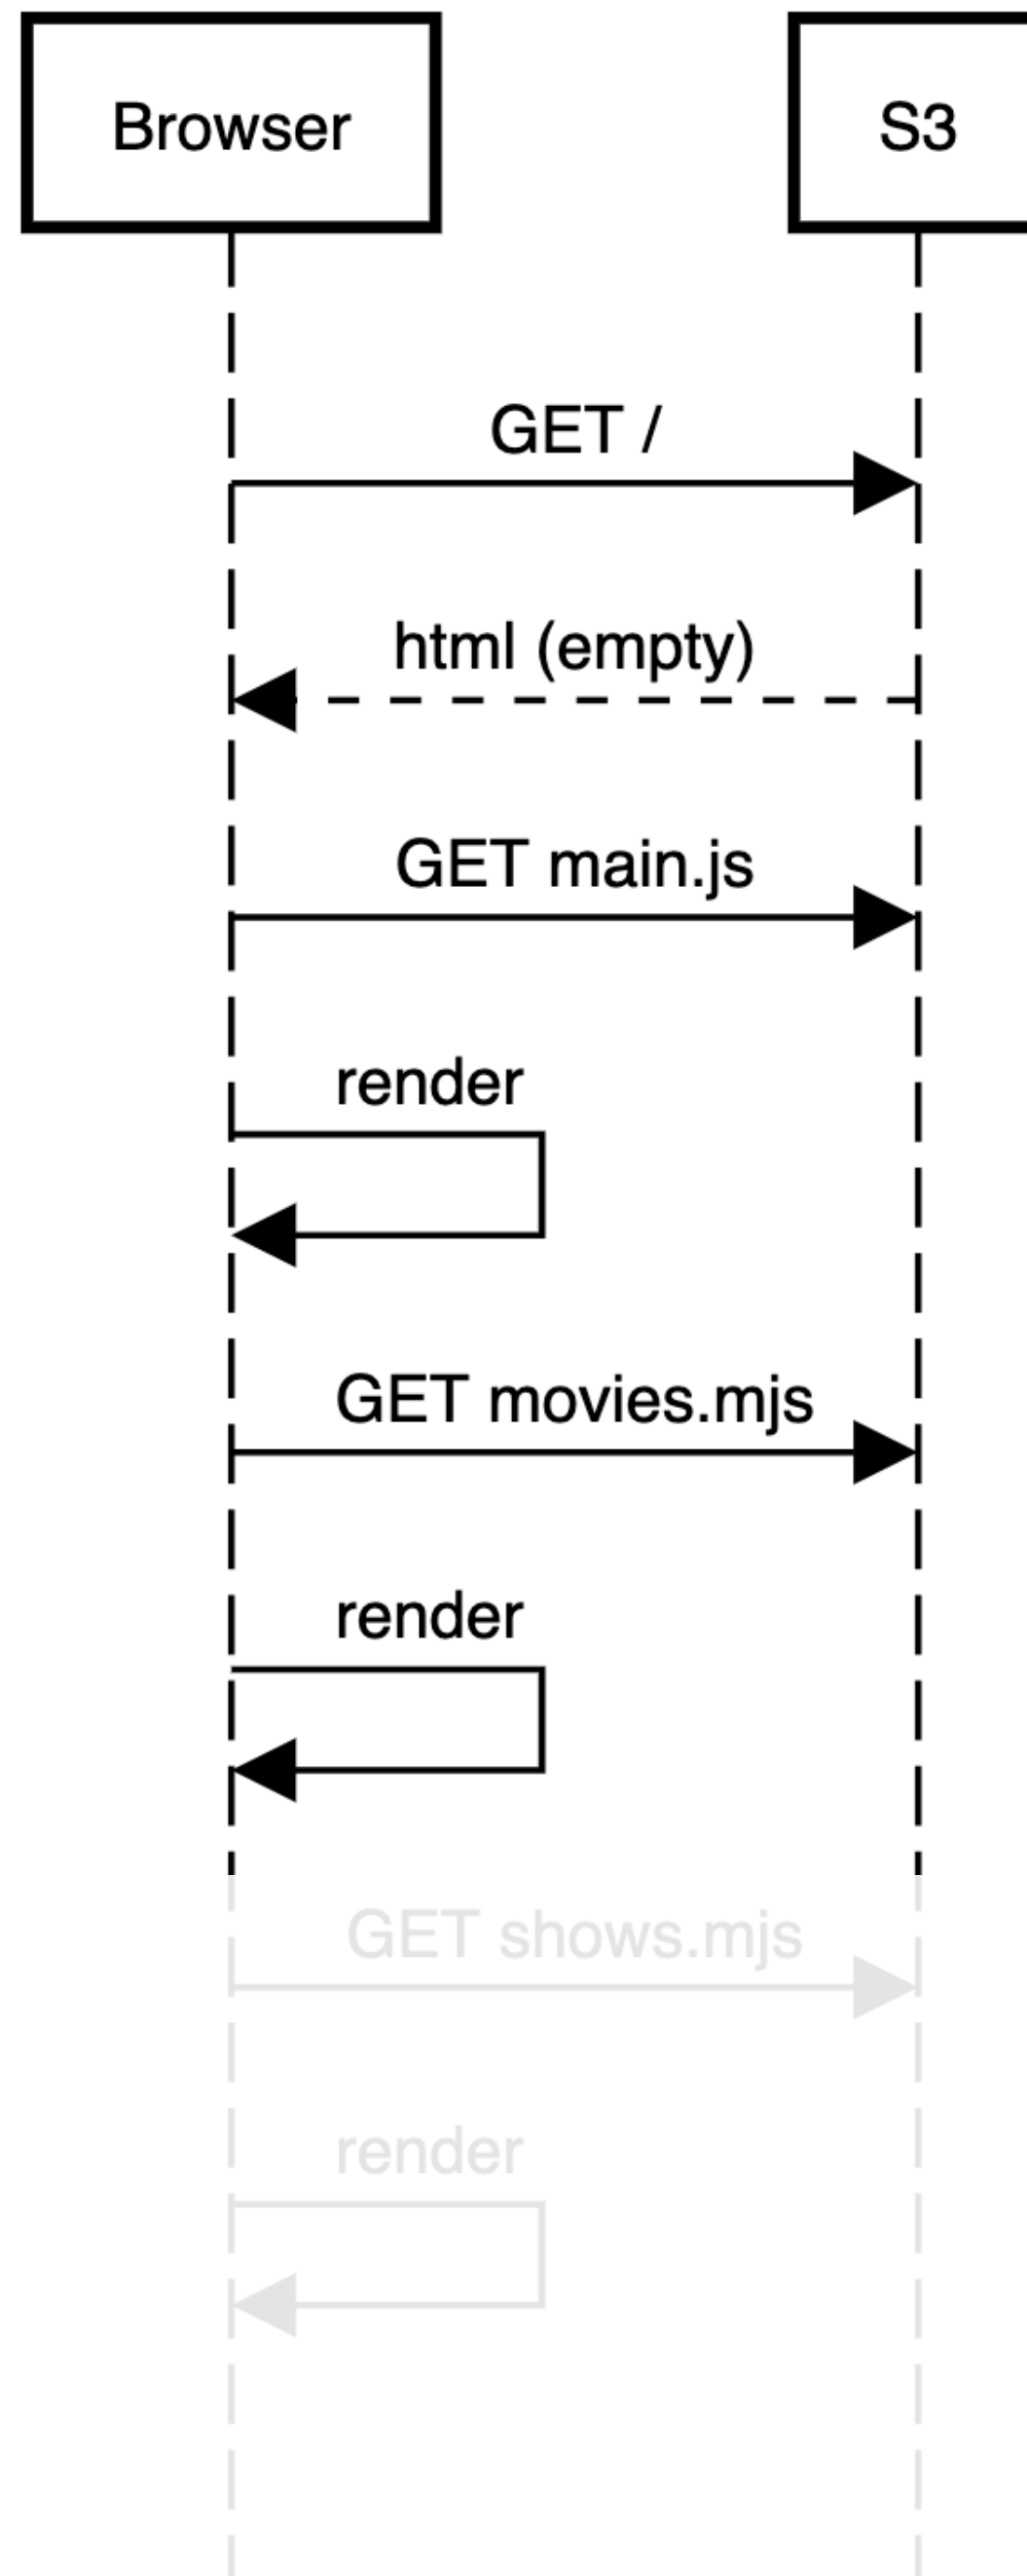 Browser
S3
GET /
html (empty)
GET main.js
render
GET movies.mjs
render
GET shows.mjs
render